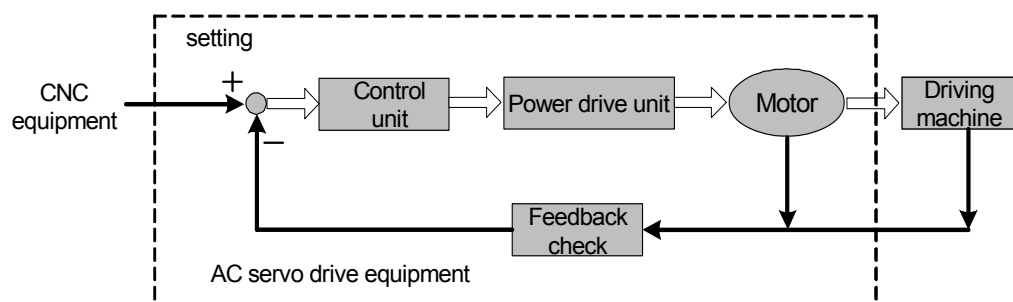 setting
+
CNC
equipment
Control
unit
Power drive unit
Motor
Driving
machine
−
Feedback
check
AC servo drive equipment